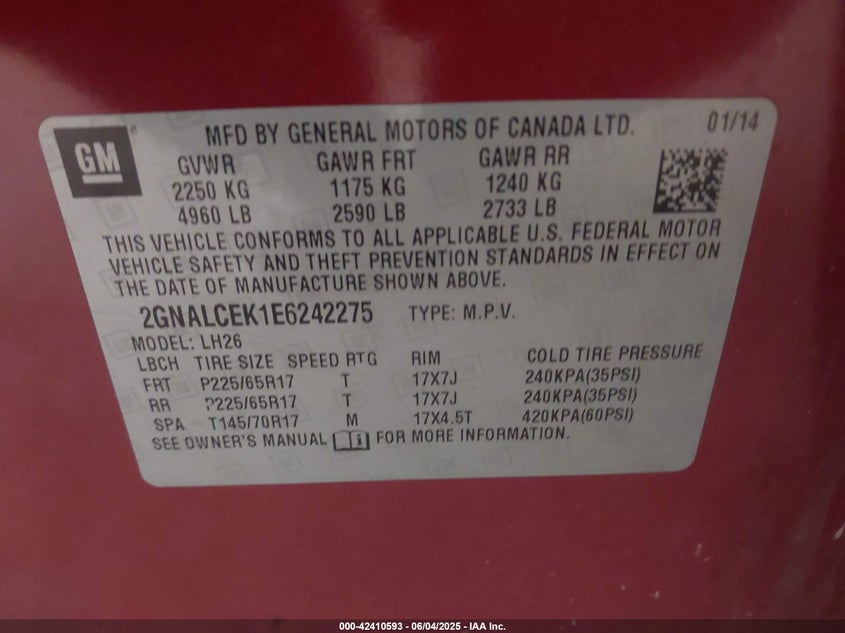 GM
MFD BY GENERAL MOTORS OF CANADA LTD. 01/14
GVWR GAWR FRT GAWR RR
2250 KG 1175 KG 1240 KG
4960 LB 2590 LB 2733 LB
THIS VEHICLE CONFORMS TO ALL APPLICABLE U.S. FEDERAL MOTOR
VEHICLE SAFETY AND THEFT PREVENTION STANDARDS IN EFFECT ON
THE DATE OF MANUFACTURE SHOWN ABOVE.
2GNALCEK1E6242275 TYPE: M.P.V.
MODEL: LH26
LBCH TIRE SIZE SPEED RTG RIM COLD TIRE PRESSURE
FRT P225/65R17 T 17X7J 240KPA(35PSI)
RR P225/65R17 T 17X7J 240KPA(35PSI)
SPA T145/70R17 M 17X4.5T 420KPA(60PSI)
SEE OWNER'S MANUAL FOR MORE INFORMATION.
000-42410593 - 06/04/2025 - IAA Inc.